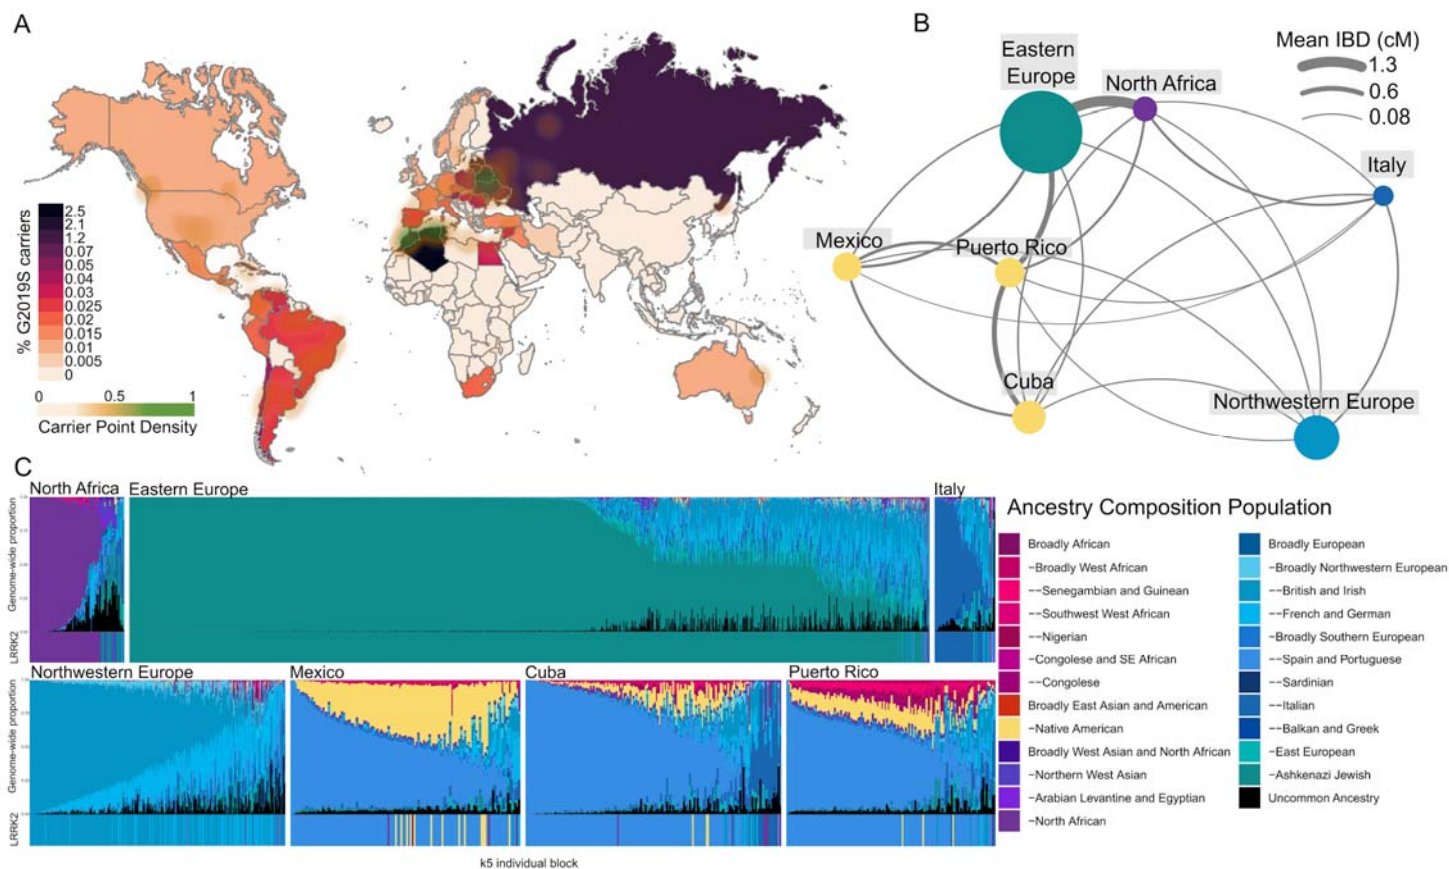 A
% G2019S carriers
2.5
2.1
1.2
0.07
0.05
0.04
0.03
0.025
0.02
0.015
0.01
0.005
0
0 0.5 1
Carrier Point Density
B
Eastern
Europe
North Africa
Mean IBD (cM)
1.3
0.6
0.08
Italy
Mexico
Puerto Rico
Cuba
Northwestern Europe
C
North Africa
Eastern Europe
Italy
Genome-wide proportion
LRRK2
Northwestern Europe
Mexico
Cuba
Puerto Rico
Genome-wide proportion
LRRK2
k5 individual block
Ancestry Composition Population
Broadly African
-Broadly West African
--Senegambian and Guinean
--Southwest West African
--Nigerian
-Congolese and SE African
--Congolese
Broadly East Asian and American
-Native American
Broadly West Asian and North African
-Northern West Asian
-Arabian Levantine and Egyptian
-North African
Broadly European
-Broadly Northwestern European
--British and Irish
--French and German
-Broadly Southern European
--Spain and Portuguese
--Sardinian
--Italian
--Balkan and Greek
-East European
-Ashkenazi Jewish
Uncommon Ancestry